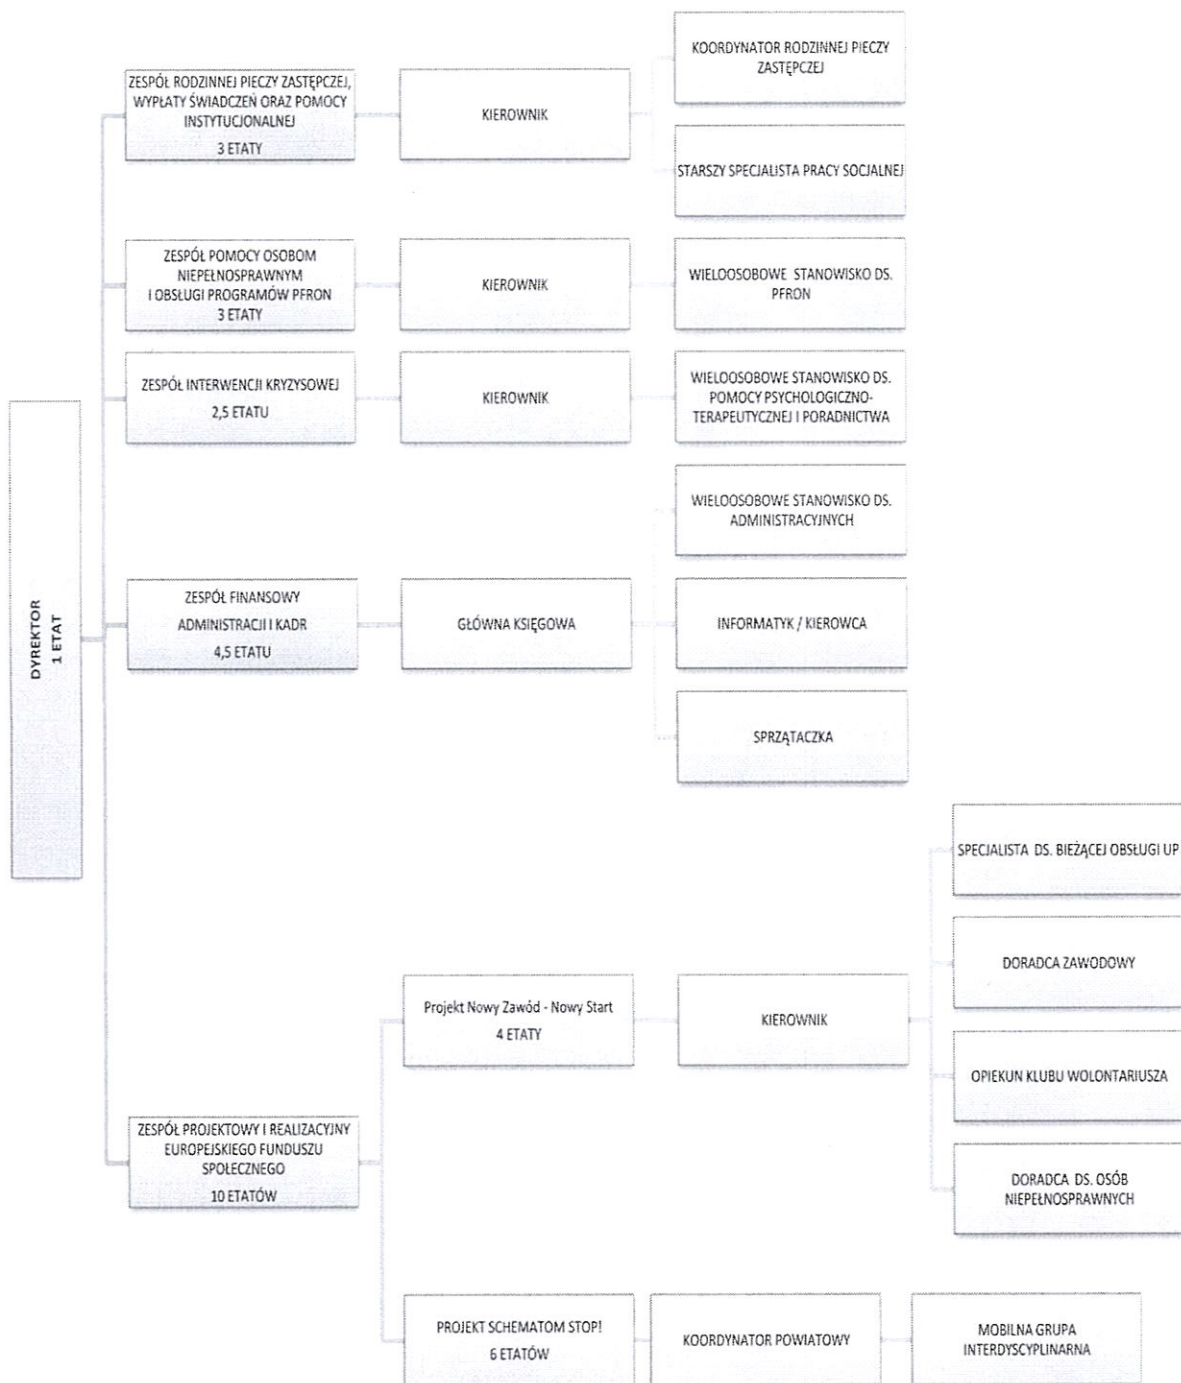 DYREKTOR
1 ETAT
ZESPÓŁ RODZINNEJ PIECZY ZASTĘPCZEJ,
WYPŁATY ŚWIADCZEŃ ORAZ POMOCY
INSTYTUCJONALNEJ
3 ETATY
KIEROWNIK
KOORDYNATOR RODZINNEJ PIECZY
ZASTĘPCZEJ
STARSZY SPECJALISTA PRACY SOCJALNEJ
ZESPÓŁ POMOCY OSOBOM
NIEPEŁNOSPRAWNYM
I OBSŁUGI PROGRAMÓW PFRON
3 ETATY
KIEROWNIK
WIELOOSOBOWE STANOWISKO DS.
PFRON
ZESPÓŁ INTERWENCJI KRYZYSOWEJ
2,5 ETATU
KIEROWNIK
WIELOOSOBOWE STANOWISKO DS.
POMOCY PSYCHOLOGICZNO-
TERAPEUTYCZNEJ I PORADNICTWA
ZESPÓŁ FINANSOWY
ADMINISTRACJI I KADR
4,5 ETATU
GŁÓWNA KSIĘGOWA
WIELOOSOBOWE STANOWISKO DS.
ADMINISTRACYJNYCH
INFORMATYK / KIEROWCA
SPRZĄTACZKA
ZESPÓŁ PROJEKTOWY I REALIZACYJNY
EUROPEJSKIEGO FUNDUSZU
SPOŁECZNEGO
10 ETATÓW
Projekt Nowy Zawód - Nowy Start
4 ETATY
KIEROWNIK
SPECJALISTA DS. BIEŻĄCEJ OBSŁUGI UP
DORADCA ZAWODOWY
OPIEKUN KLUBU WOLONTARIUSZA
DORADCA DS. OSÓB
NIEPEŁNOSPRAWNYCH
PROJEKT SCHEMATOM STOP!
6 ETATÓW
KOORDYNATOR POWIATOWY
MOBILNA GRUPA
INTERDYSCYPLINARNA